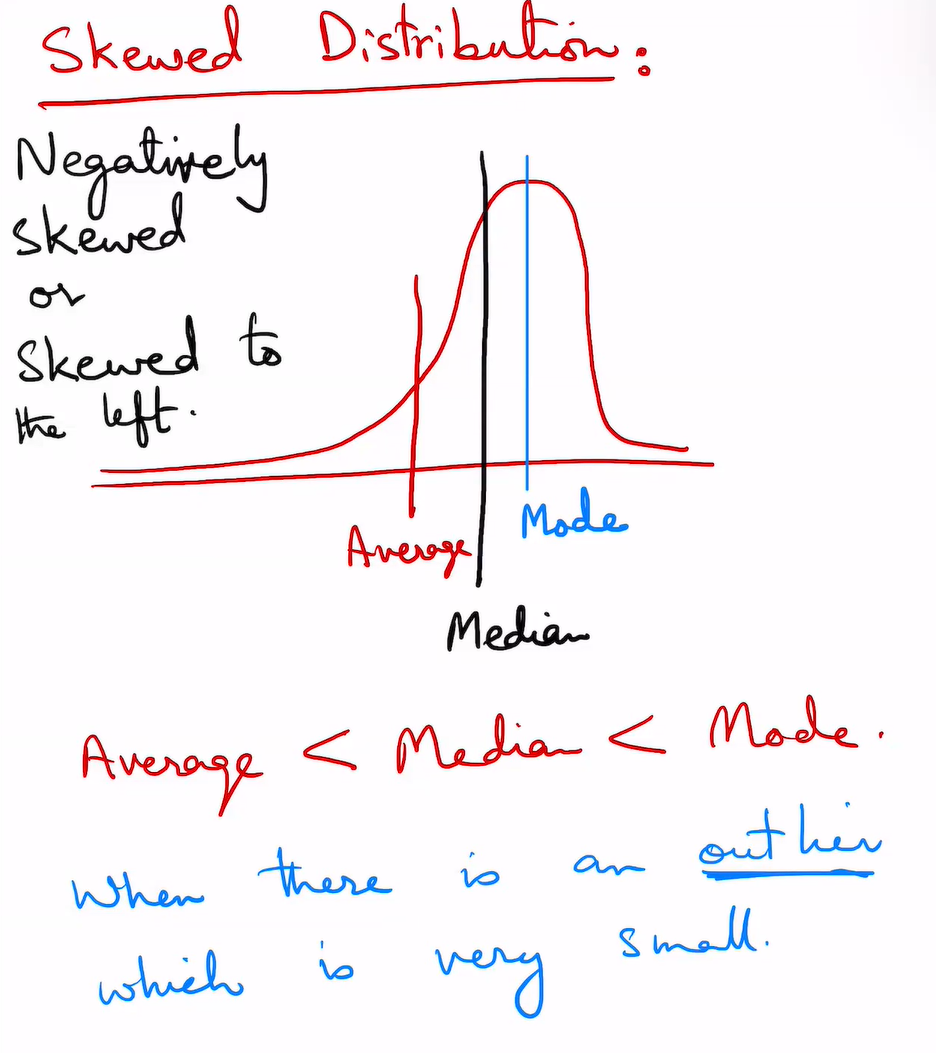 Skewed Distribution:
Negatively
skewed
or
Skewed to
the left.
Mode
Average
Median
Average < Median < Mode.
When there is an outlier
which is very small.